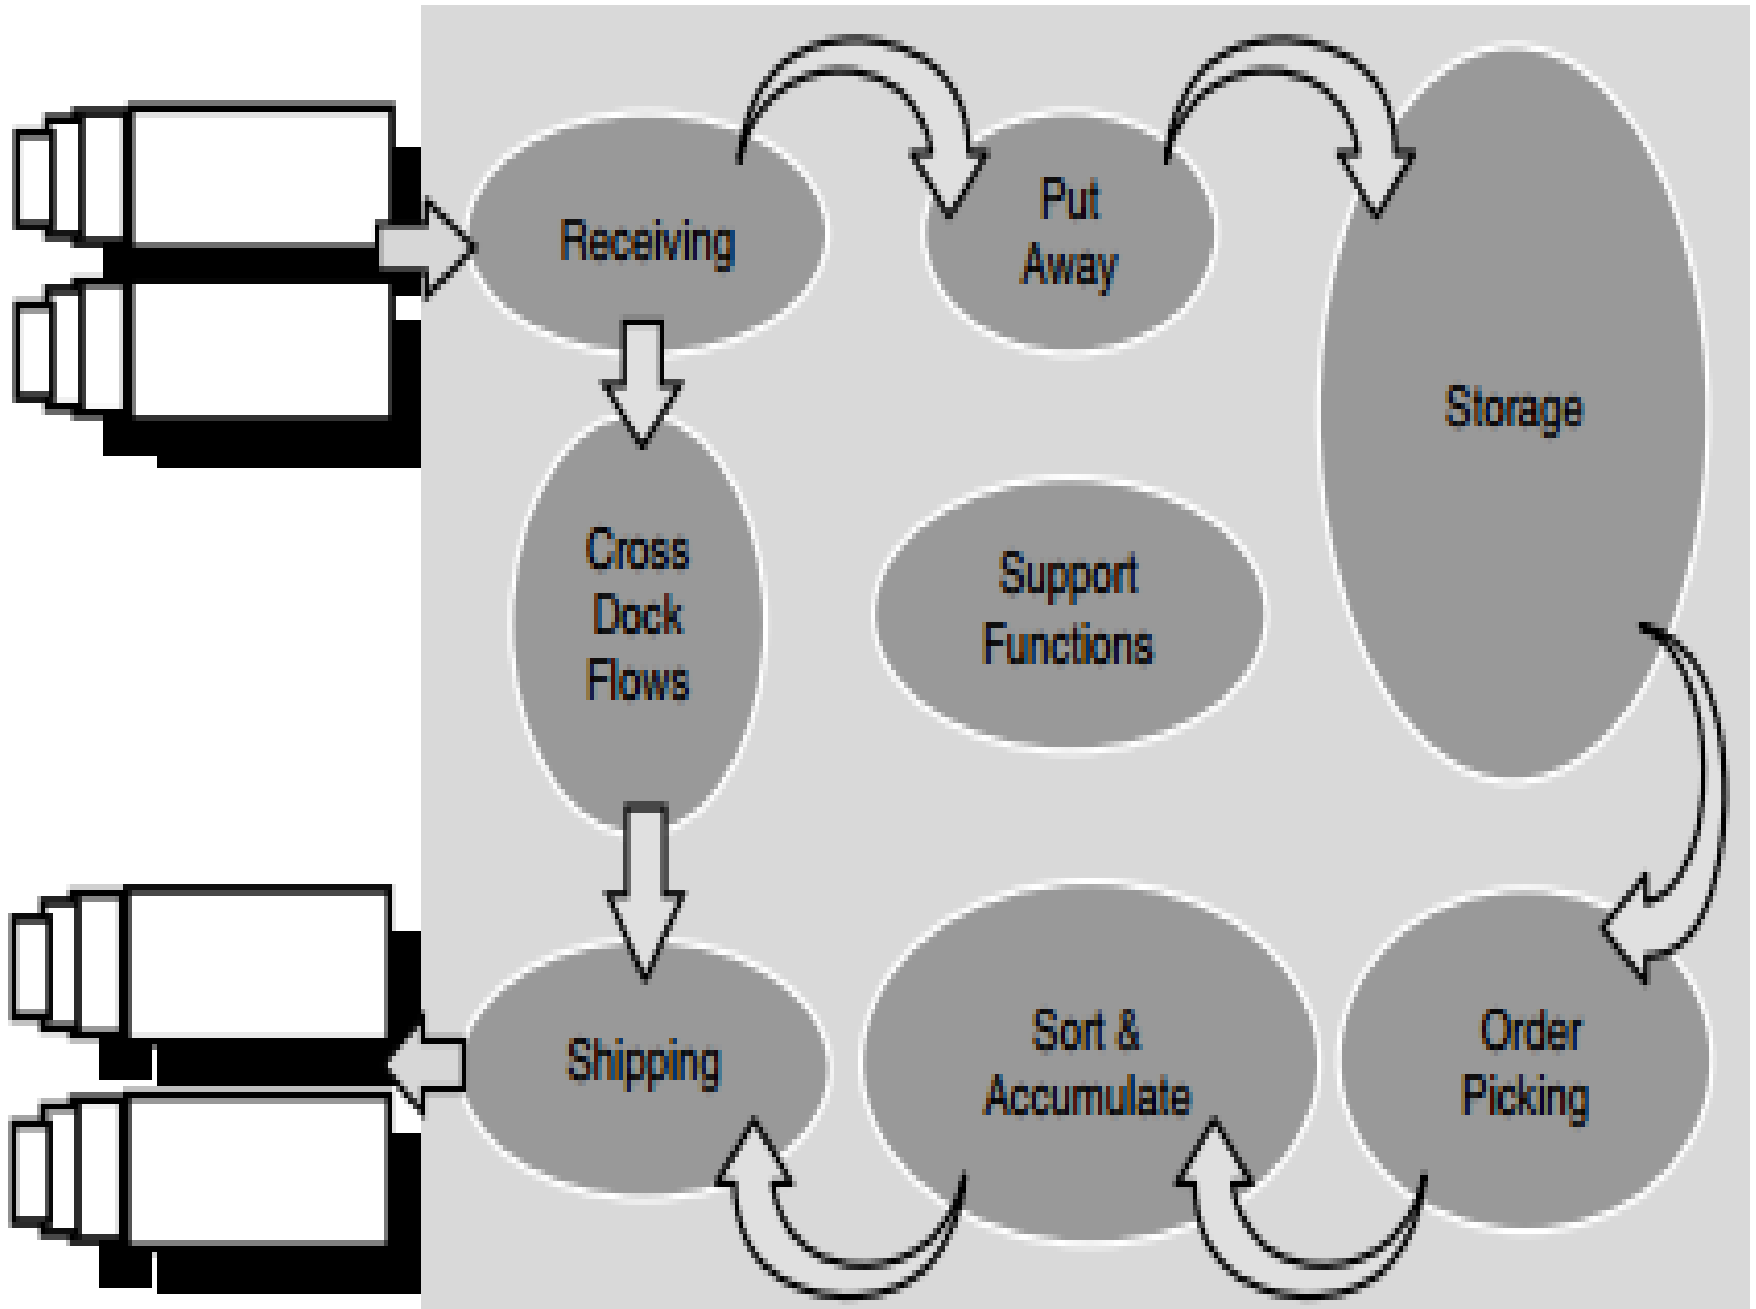 Receiving
Put
Away
Storage
Cross
Dock
Flows
Support
Functions
Shipping
Sort &
Accumulate
Order
Picking